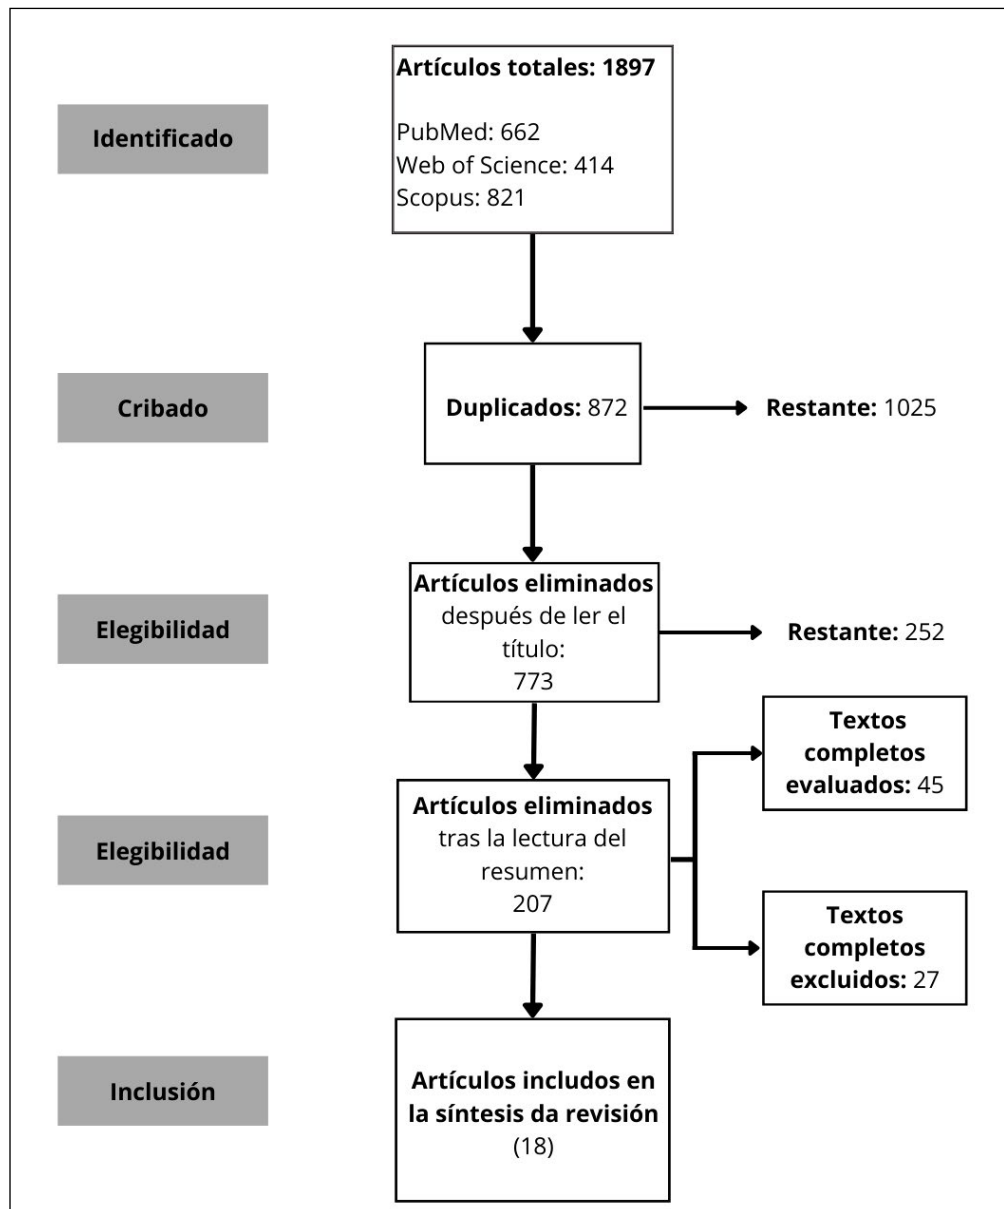 Artículos totales: 1897
Identificado
PubMed: 662
Web of Science: 414
Scopus: 821
Cribado
Duplicados: 872
Restante: 1025
Elegibilidad
Artículos eliminados
después de ler el
título:
773
Restante: 252
Elegibilidad
Artículos eliminados
tras la lectura del
resumen:
207
Textos
completos
evaluados: 45
Textos
completos
excluidos: 27
Inclusión
Artículos includos en
la síntesis da revisión
(18)